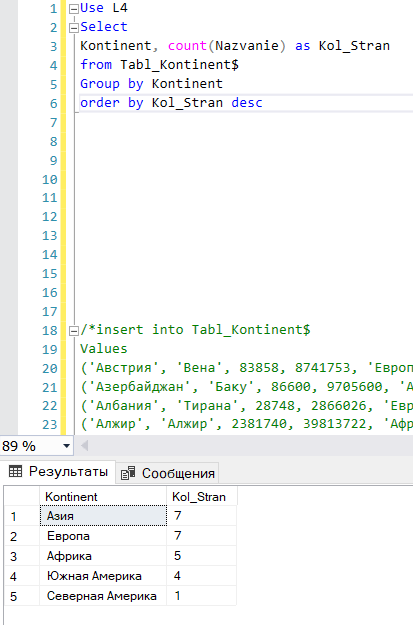 1 Use L4
2 Select
3 Kontinent, count(Nazvanie) as Kol_Stran
4 from Tabl_Kontinent$
5 Group by Kontinent
6 order by Kol_Stran desc
7
8
9
10
11
12
13
14
15
16
17
18 /*insert into Tabl_Kontinent$
19 Values
20 ('Австрия', 'Вена', 83858, 8741753, 'Европ
21 ('Азербайджан', 'Баку', 86600, 9705600, 'А
22 ('Албания', 'Тирана', 28748, 2866026, 'Евр
23 ('Алжир', 'Алжир', 2381740, 39813722, 'Афр
89 %
Результаты Сообщения
Kontinent Kol_Stran
1 Азия 7
2 Европа 7
3 Африка 5
4 Южная Америка 4
5 Северная Америка 1